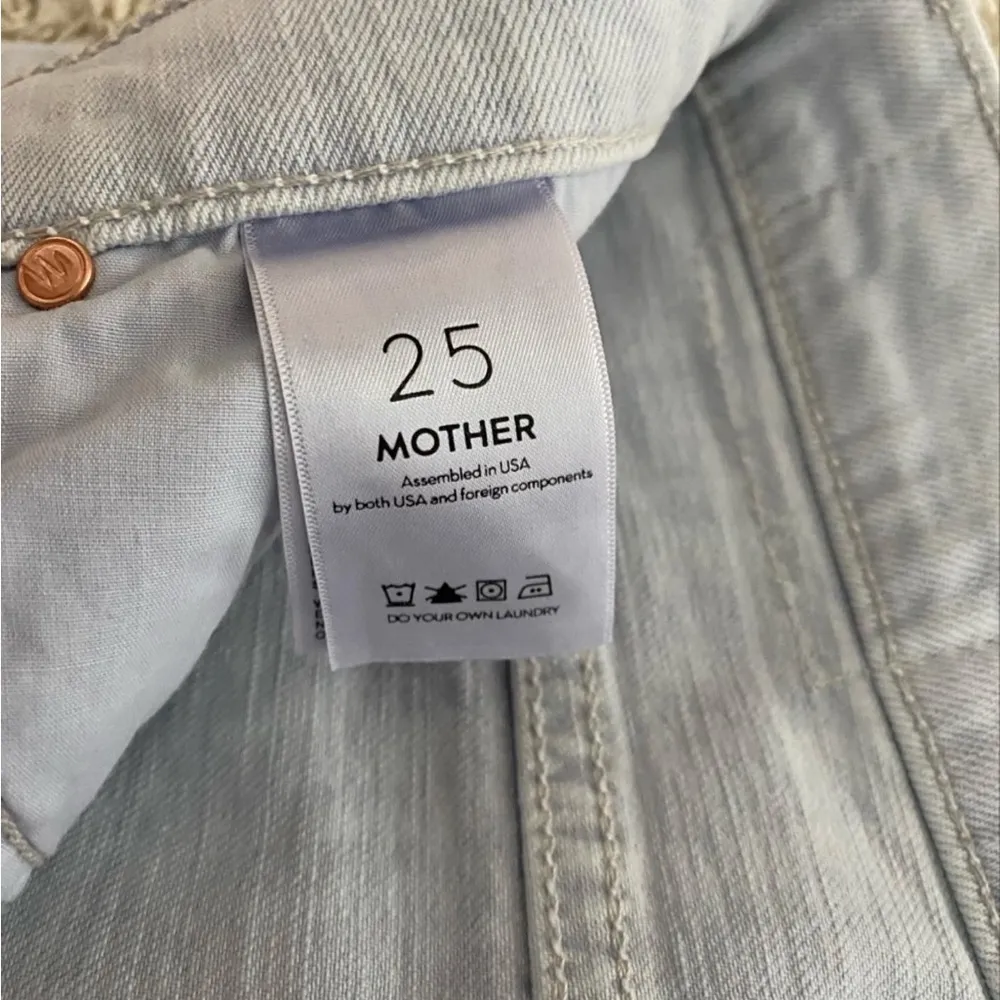 25
MOTHER
Assembled in USA
by both USA and foreign components
DO YOUR OWN LAUNDRY